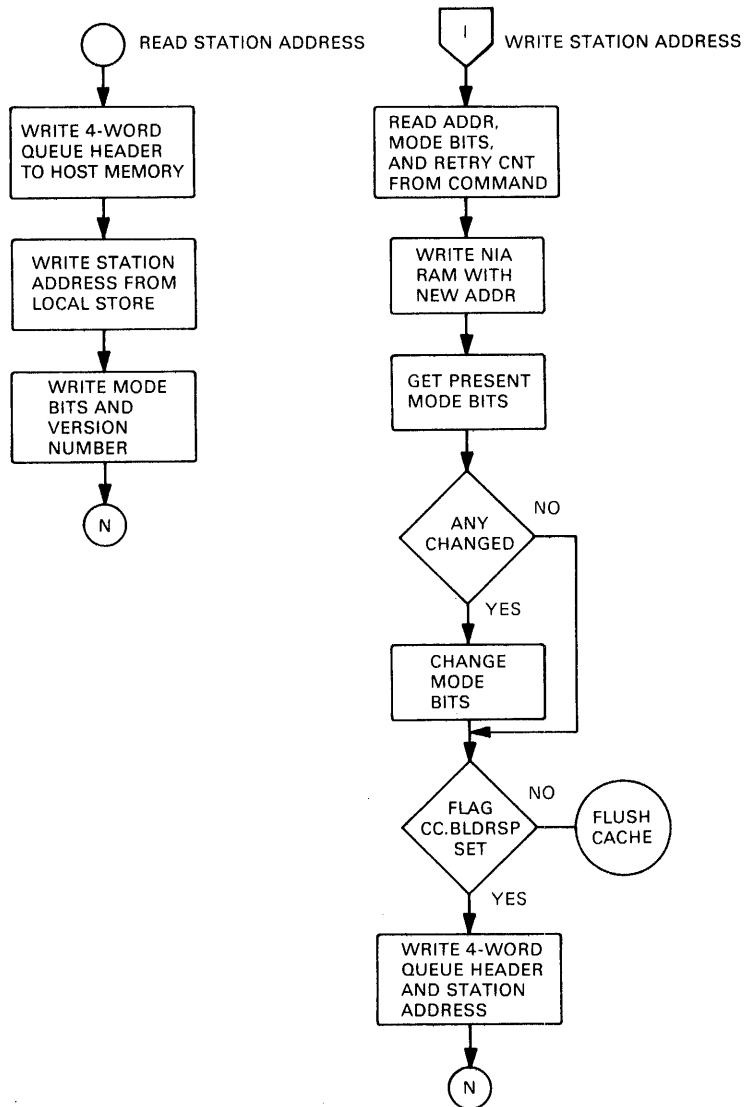 READ STATION ADDRESS
WRITE 4-WORD
QUEUE HEADER
TO HOST MEMORY
WRITE STATION
ADDRESS FROM
LOCAL STORE
WRITE MODE
BITS AND
VERSION
NUMBER
N
I
WRITE STATION ADDRESS
READ ADDR,
MODE BITS,
AND RETRY CNT
FROM COMMAND
WRITE NIA
RAM WITH
NEW ADDR
GET PRESENT
MODE BITS
ANY
CHANGED
NO
YES
CHANGE
MODE
BITS
FLAG
CC.BLDRSP
SET
NO
FLUSH
CACHE
YES
WRITE 4-WORD
QUEUE HEADER
AND STATION
ADDRESS
N